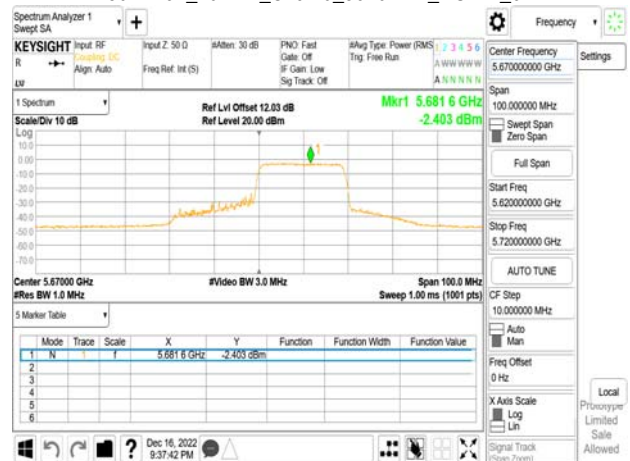 Spectrum Analyzer 1
Swept SA
Frequency
Settings
KEYSIGHT Input: RF
Coupling: DC
Align: Auto
R
LXI
Input Z: 50 Ω
Freq Ref: Int (S)
#Atten: 30 dB
PNO: Fast
Gate: Off
IF Gain: Low
Sig Track: Off
#Avg Type: Power (RMS
Trig: Free Run
1 2 3 4 5 6
A WW WW W
A N N N N N
1 Spectrum
Scale/Div 10 dB
Log
Ref Lvl Offset 12.03 dB
Ref Level 20.00 dBm
Mkr1 5.681 6 GHz
-2.403 dBm
1
10.0
0.00
-10.0
-20.0
-30.0
-40.0
-50.0
-60.0
-70.0
Center 5.67000 GHz
#Res BW 1.0 MHz
#Video BW 3.0 MHz
Span 100.0 MHz
Sweep 1.00 ms (1001 pts)
5 Marker Table
Mode Trace Scale X Y Function Function Width Function Value
1 N 1 f 5.681 6 GHz -2.403 dBm
2
3
4
5
6
Dec 16, 2022
9:37:42 PM
Center Frequency
5.670000000 GHz
Span
100.000000 MHz
Swept Span
Zero Span
Full Span
Start Freq
5.620000000 GHz
Stop Freq
5.720000000 GHz
AUTO TUNE
CF Step
10.000000 MHz
Auto
Man
Freq Offset
0 Hz
X Axis Scale
Log
Lin
Signal Track
(Span Zoom)
Local
Prototype
Limited
Sale
Allowed